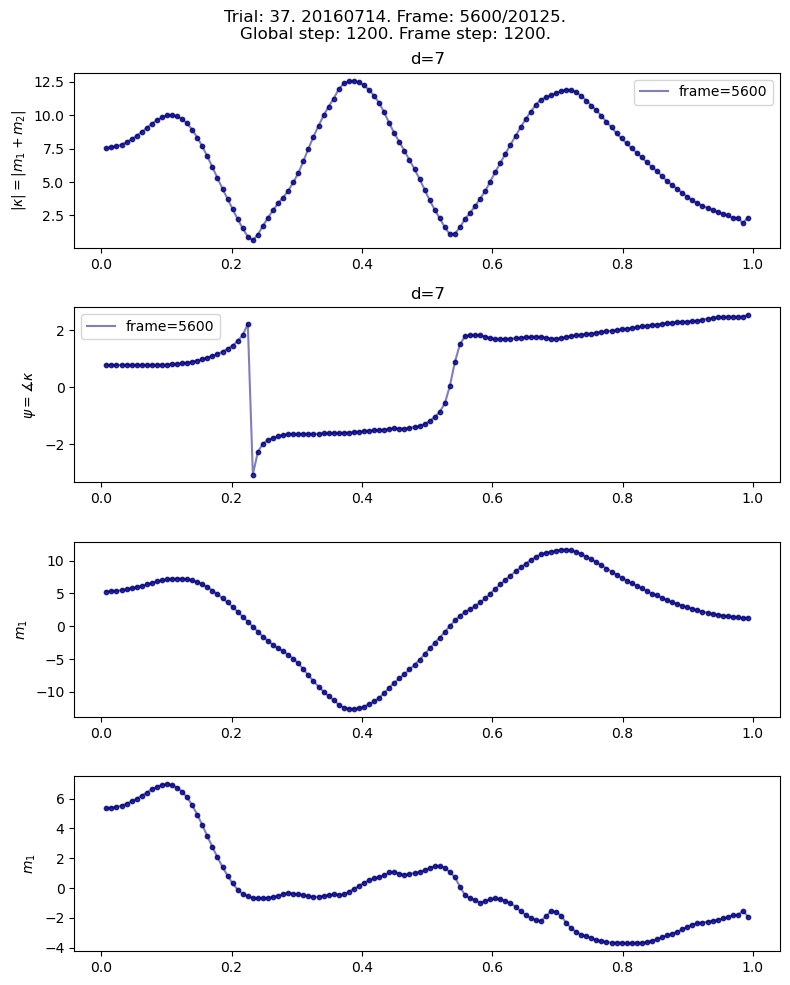 Trial: 37. 20160714. Frame: 5600/20125.
Global step: 1200. Frame step: 1200.
d=7
|κ| = |m₁ + m₂|
12.5
10.0
7.5
5.0
2.5
frame=5600
0.0 0.2 0.4 0.6 0.8 1.0
d=7
ψ = ∡κ
2
0
−2
frame=5600
0.0 0.2 0.4 0.6 0.8 1.0
m₁
10
5
0
−5
−10
0.0 0.2 0.4 0.6 0.8 1.0
m₁
6
4
2
0
−2
−4
0.0 0.2 0.4 0.6 0.8 1.0